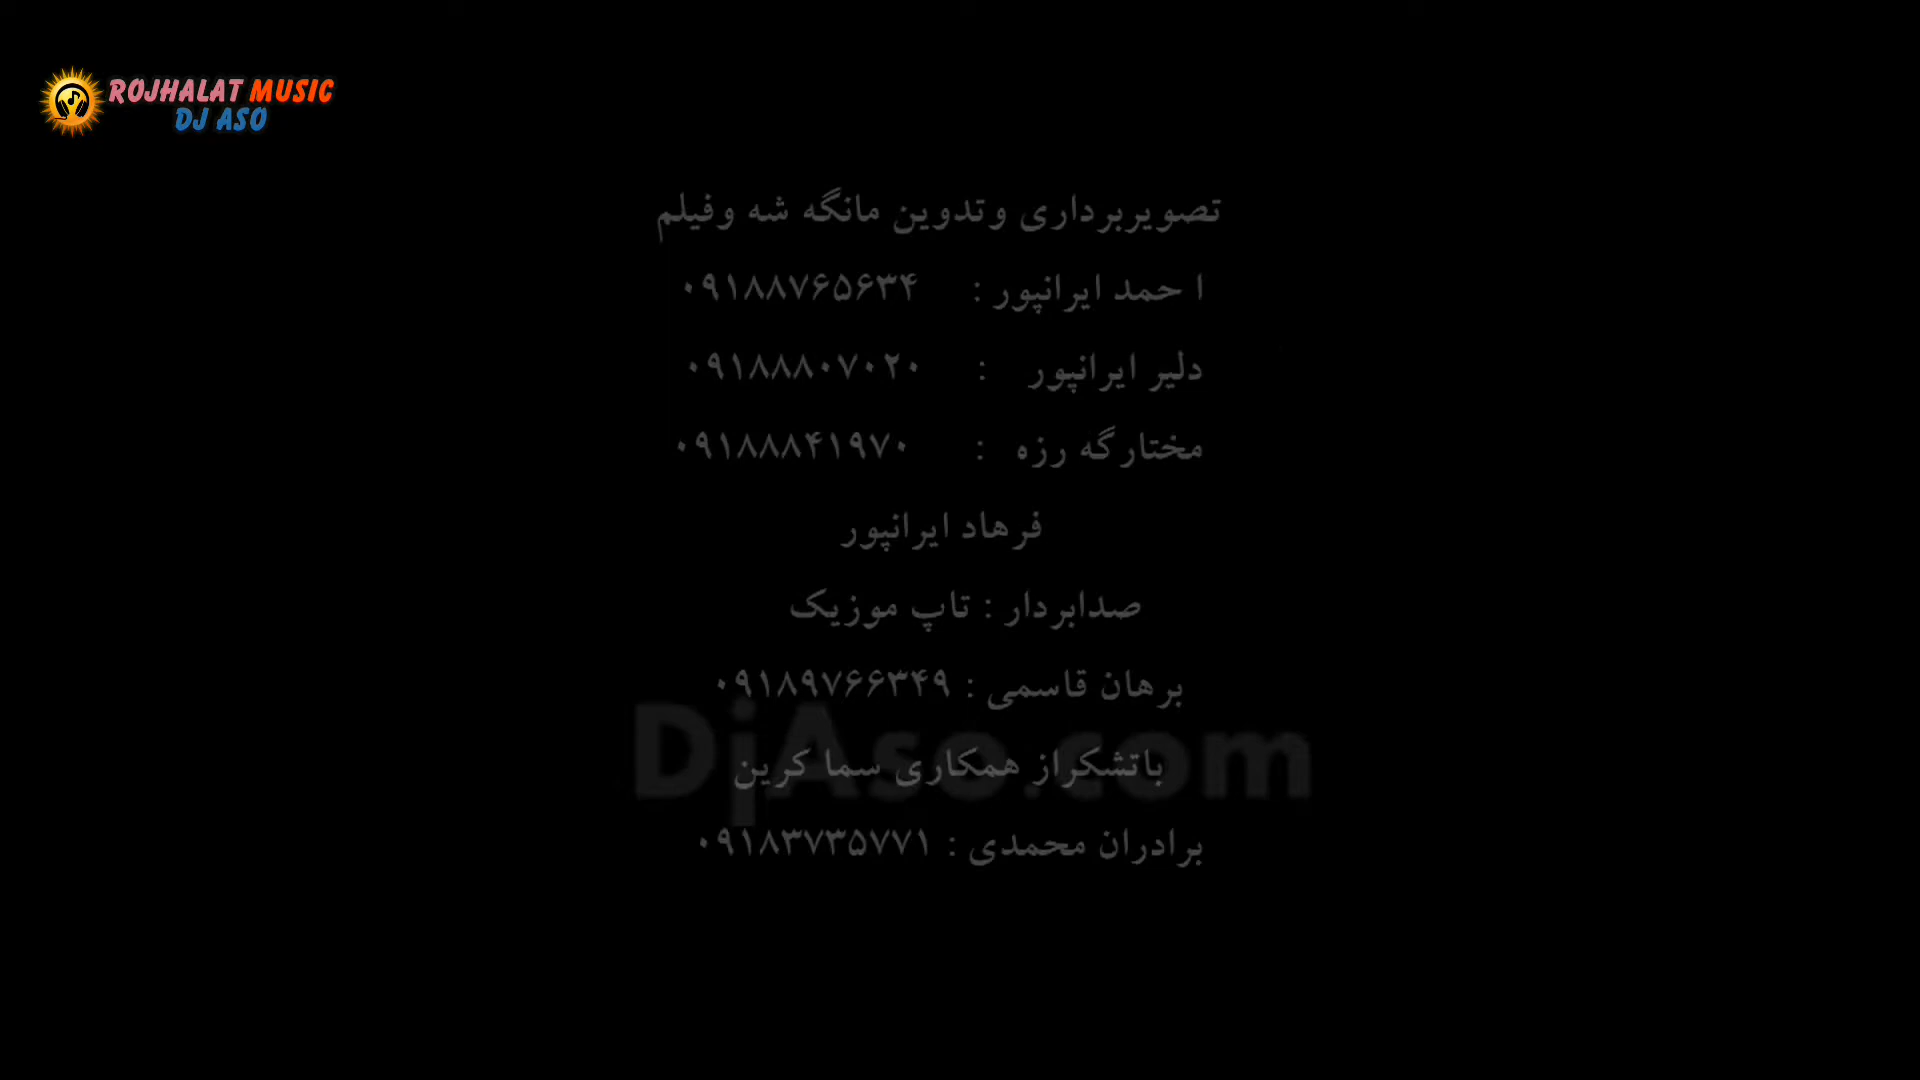 ROJHALAT MUSIC
DJ ASO
تصویربرداری وتدوین مانگه شه وفیلم
ا حمد ایرانپور : ۰۹۱۸۸۷۶۵۶۳۴
دلیر ایرانپور : ۰۹۱۸۸۸۰۷۰۲۰
مختارگه رزه : ۰۹۱۸۸۸۴۱۹۷۰
فرهاد ایرانپور
صدابردار : تاپ موزیک
برهان قاسمی : ۰۹۱۸۹۷۶۶۳۴۹
باتشکراز همکاری سما کرین
DjAso.com
برادران محمدی : ۰۹۱۸۳۷۳۵۷۷۱